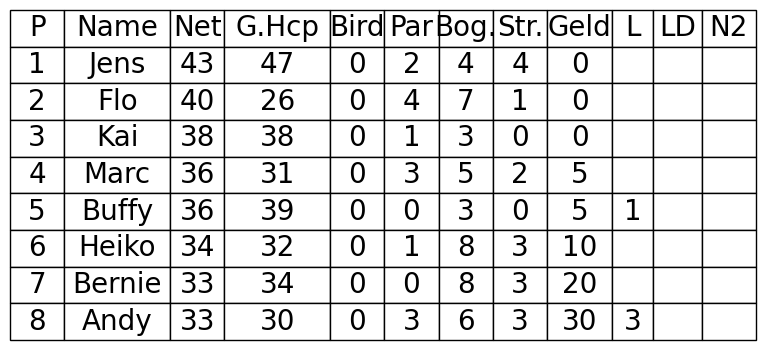 P Name Net G.Hcp Bird Par Bog. Str. Geld L LD N2
1 Jens 43 47 0 2 4 4 0
2 Flo 40 26 0 4 7 1 0
3 Kai 38 38 0 1 3 0 0
4 Marc 36 31 0 3 5 2 5
5 Buffy 36 39 0 0 3 0 5 1
6 Heiko 34 32 0 1 8 3 10
7 Bernie 33 34 0 0 8 3 20
8 Andy 33 30 0 3 6 3 30 3